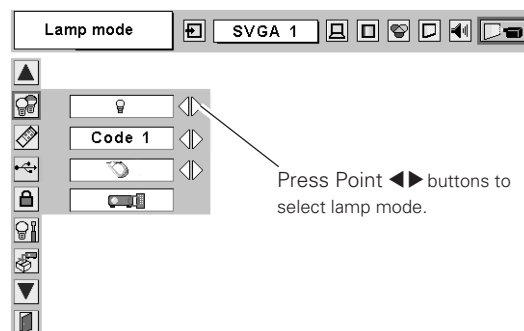 Lamp mode
SVGA 1
Code 1
Press Point ◀▶ buttons to
select lamp mode.